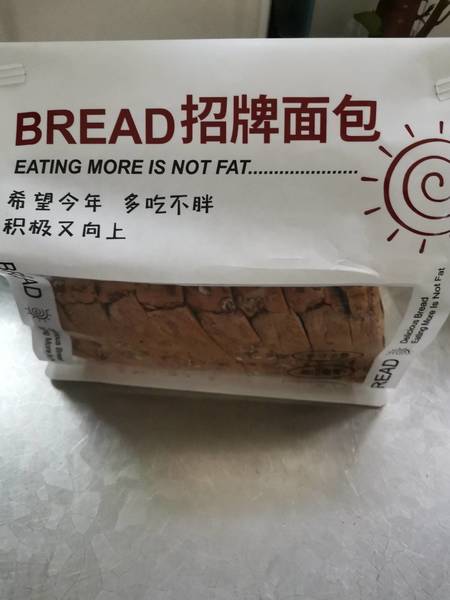 BREAD招牌面包
EATING MORE IS NOT FAT.....................
希望今年 多吃不胖
积极又向上
BREAD
READ
Delicious Bread
Eating More Is Not Fat